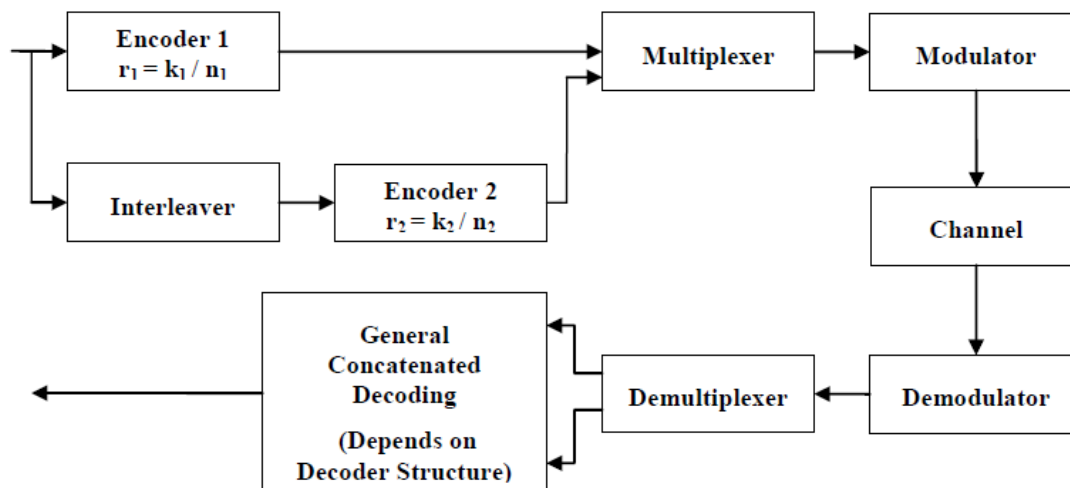 Encoder 1
r₁ = k₁ / n₁
Multiplexer
Modulator
Interleaver
Encoder 2
r₂ = k₂ / n₂
Channel
General
Concatenated
Decoding
(Depends on
Decoder Structure)
Demultiplexer
Demodulator